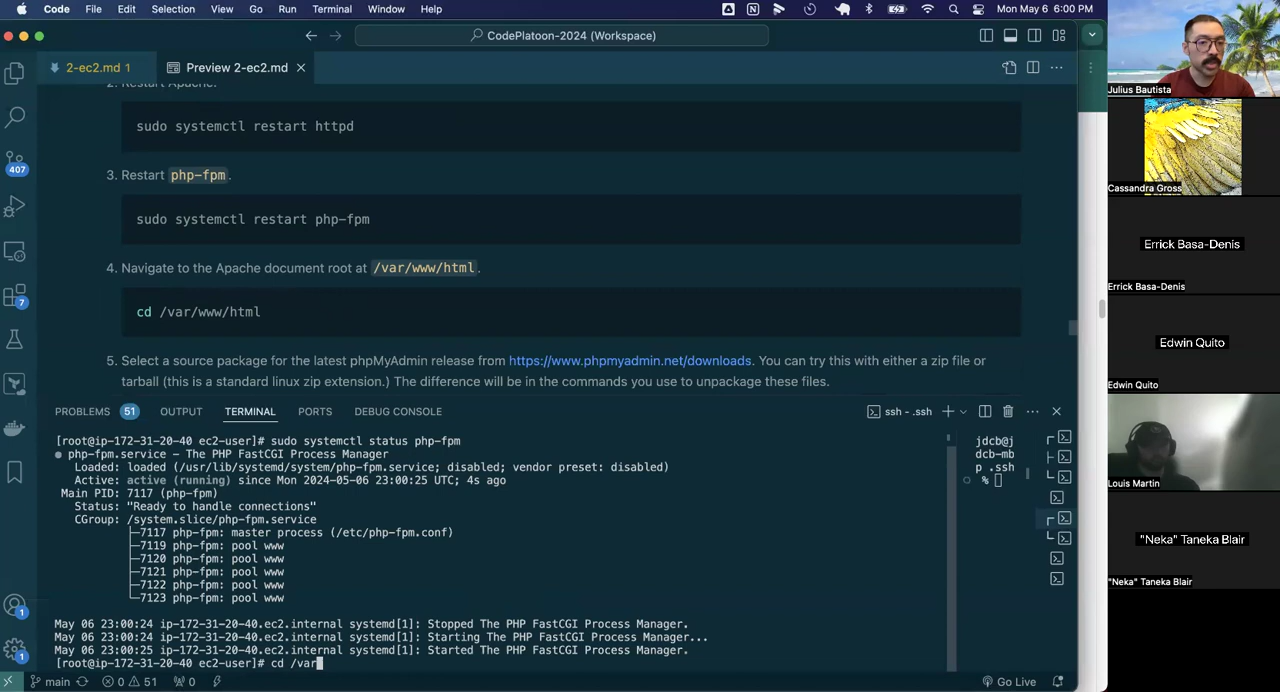 Code File Edit Selection View Go Run Terminal Window Help
Mon May 6 6:00 PM
CodePlatoon-2024 (Workspace)
2-ec2.md 1
Preview 2-ec2.md
2. Restart Apache.
sudo systemctl restart httpd
3. Restart php-fpm.
sudo systemctl restart php-fpm
4. Navigate to the Apache document root at /var/www/html.
cd /var/www/html
5. Select a source package for the latest phpMyAdmin release from https://www.phpmyadmin.net/downloads. You can try this with either a zip file or
tarball (this is a standard linux zip extension.) The difference will be in the commands you use to unpackage these files.
407
7
1
1
PROBLEMS 51 OUTPUT TERMINAL PORTS DEBUG CONSOLE
ssh - .ssh
[root@ip-172-31-20-40 ec2-user]# sudo systemctl status php-fpm
● php-fpm.service - The PHP FastCGI Process Manager
Loaded: loaded (/usr/lib/systemd/system/php-fpm.service; disabled; vendor preset: disabled)
Active: active (running) since Mon 2024-05-06 23:00:25 UTC; 4s ago
Main PID: 7117 (php-fpm)
Status: "Ready to handle connections"
CGroup: /system.slice/php-fpm.service
├─7117 php-fpm: master process (/etc/php-fpm.conf)
├─7119 php-fpm: pool www
├─7120 php-fpm: pool www
├─7121 php-fpm: pool www
├─7122 php-fpm: pool www
└─7123 php-fpm: pool www
May 06 23:00:24 ip-172-31-20-40.ec2.internal systemd[1]: Stopped The PHP FastCGI Process Manager.
May 06 23:00:24 ip-172-31-20-40.ec2.internal systemd[1]: Starting The PHP FastCGI Process Manager...
May 06 23:00:25 ip-172-31-20-40.ec2.internal systemd[1]: Started The PHP FastCGI Process Manager.
[root@ip-172-31-20-40 ec2-user]# cd /var
jdcb@j
dcb-mb
p .ssh
%
main 0 51 0
Go Live
Julius Bautista
Cassandra Gross
Errick Basa-Denis
Errick Basa-Denis
Edwin Quito
Edwin Quito
Louis Martin
"Neka" Taneka Blair
"Neka" Taneka Blair